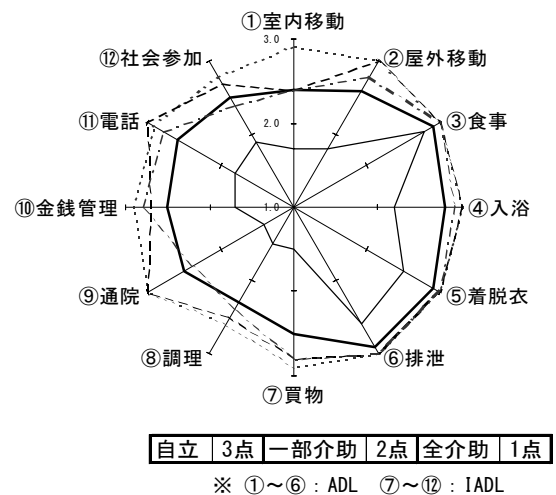 ①室内移動
②屋外移動
③食事
④入浴
⑤着脱衣
⑥排泄
⑦買物
⑧調理
⑨通院
⑩金銭管理
⑪電話
⑫社会参加
3.0
2.0
1.0
自立 3点 一部介助 2点 全介助 1点
※ ①～⑥：ADL ⑦～⑫：IADL